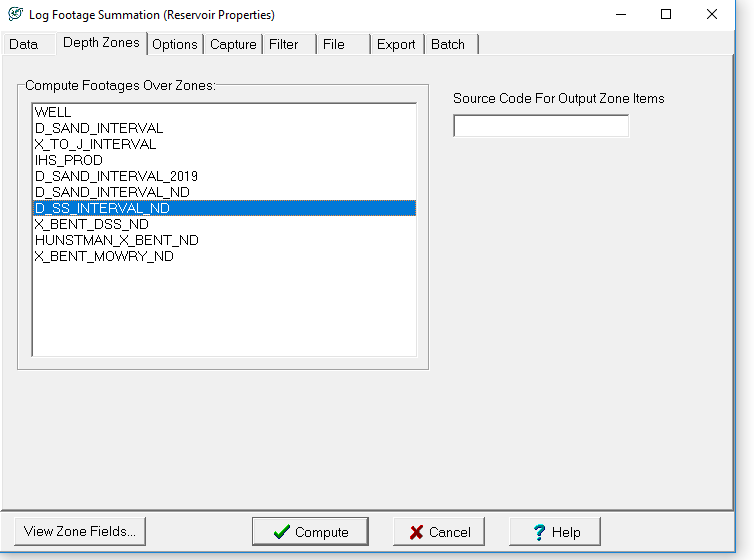 Log Footage Summation (Reservoir Properties)
Data Depth Zones Options Capture Filter File Export Batch
Compute Footages Over Zones:
WELL
D_SAND_INTERVAL
X_TO_J_INTERVAL
IHS_PROD
D_SAND_INTERVAL_2019
D_SAND_INTERVAL_ND
D_SS_INTERVAL_ND
X_BENT_DSS_ND
HUNSTMAN_X_BENT_ND
X_BENT_MOWRY_ND
Source Code For Output Zone Items
View Zone Fields... Compute Cancel Help